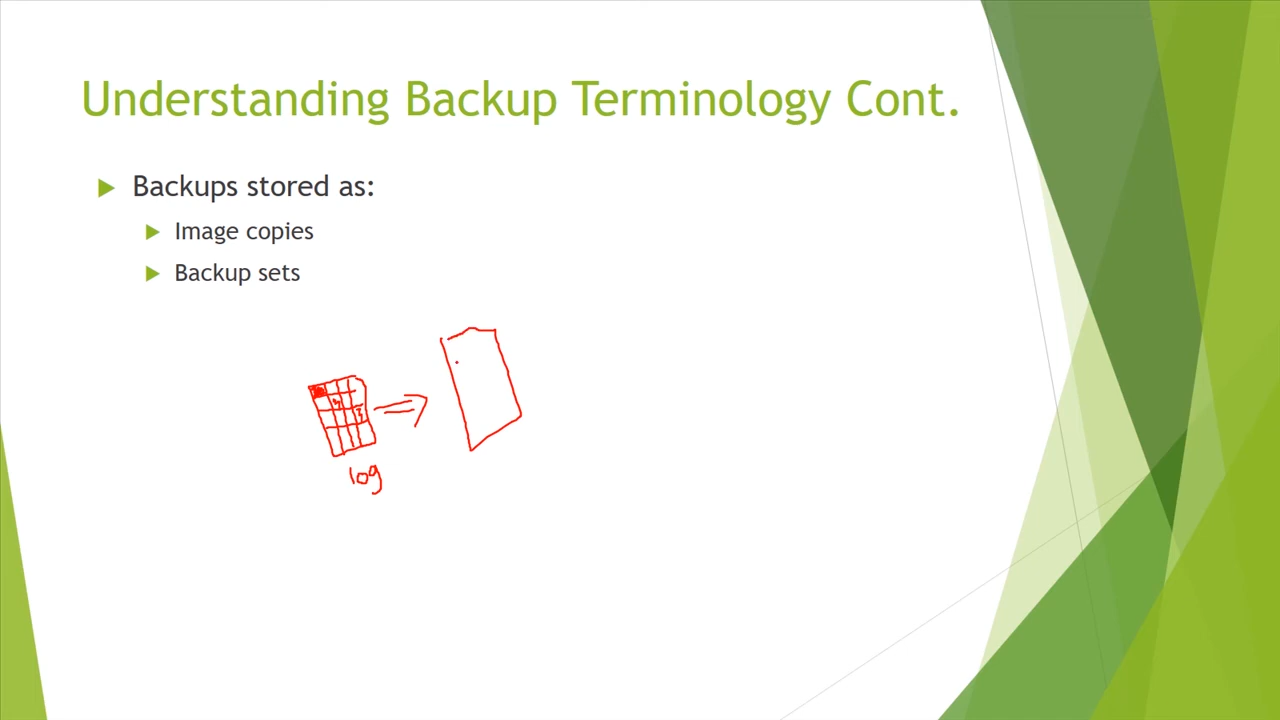 Understanding Backup Terminology Cont.
Backups stored as:
Image copies
Backup sets
log